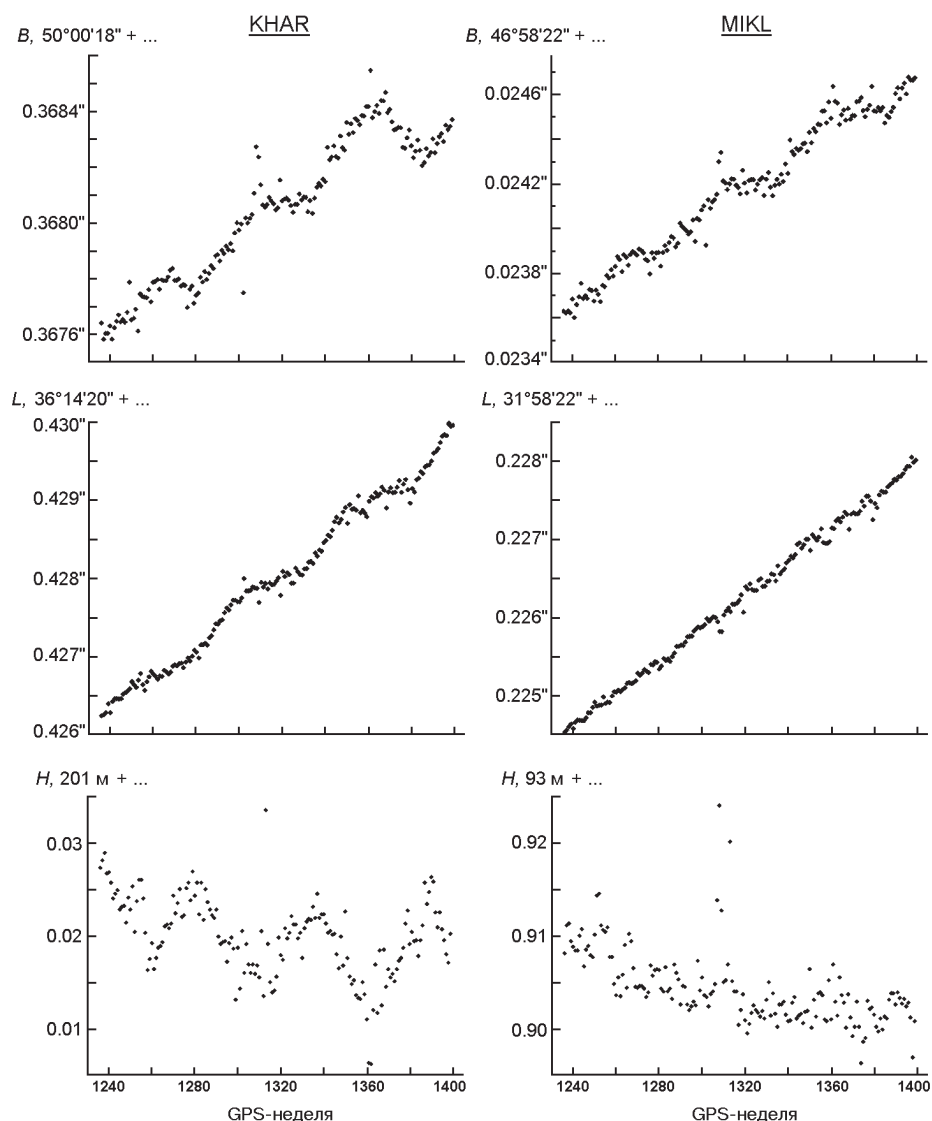 KHAR
MIKL
B, 50°00'18" + ...
B, 46°58'22" + ...
0.3684"
0.3680"
0.3676"
0.0246"
0.0242"
0.0238"
0.0234"
L, 36°14'20" + ...
L, 31°58'22" + ...
0.430"
0.429"
0.428"
0.427"
0.426"
0.228"
0.227"
0.226"
0.225"
H, 201 м + ...
H, 93 м + ...
0.03
0.02
0.01
0.92
0.91
0.90
1240 1280 1320 1360 1400
1240 1280 1320 1360 1400
GPS-неделя
GPS-неделя